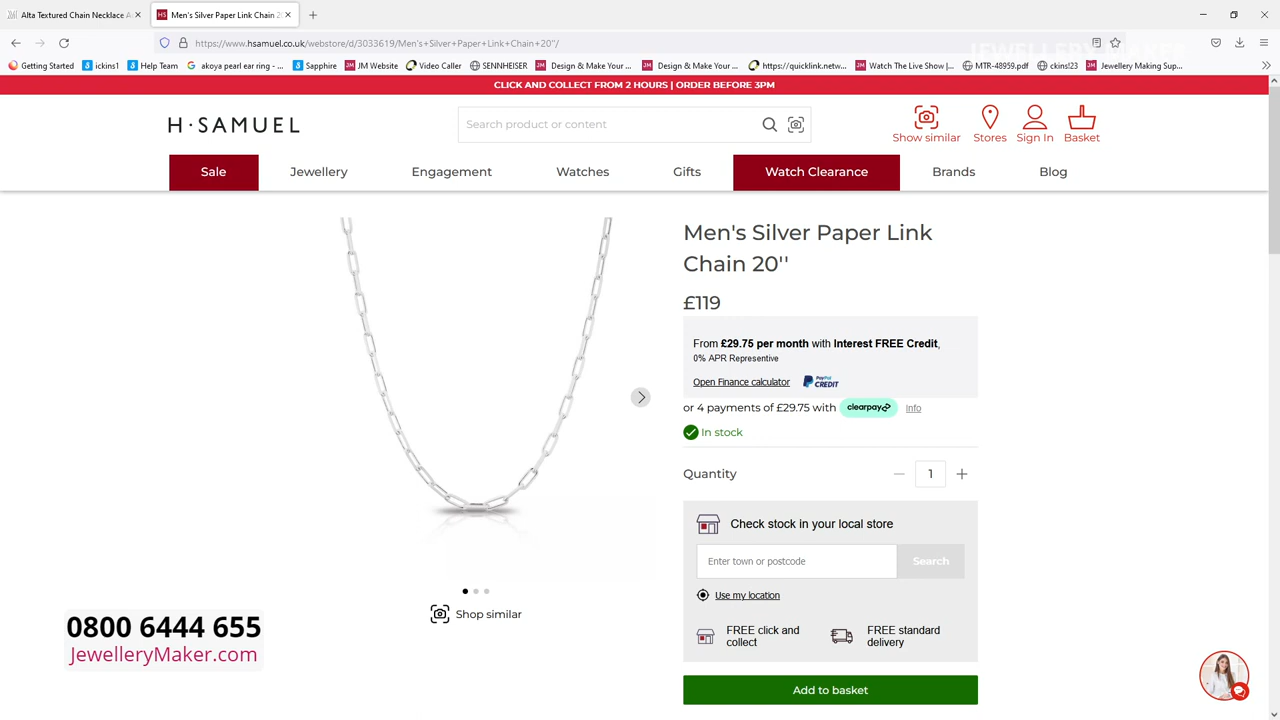 Alta Textured Chain Necklace A
Men's Silver Paper Link Chain 20"
https://www.hsamuel.co.uk/webstore/d/3033619/Men's+Silver+Paper+Link+Chain+20''/
JEWELLERYMAKER
Getting Started
ickins1
Help Team
akoya pearl ear ring - ...
Sapphire
JM Website
Video Caller
SENNHEISER
Design & Make Your ...
Design & Make Your ...
https://quicklink.netw...
Watch The Live Show |...
MTR-48959.pdf
ckins!23
Jewellery Making Sup...
CLICK AND COLLECT FROM 2 HOURS | ORDER BEFORE 3PM
H·SAMUEL
Search product or content
Show similar
Stores
Sign In
Basket
Sale
Jewellery
Engagement
Watches
Gifts
Watch Clearance
Brands
Blog
Men's Silver Paper Link
Chain 20''
£119
From £29.75 per month with Interest FREE Credit,
0% APR Representive
Open Finance calculator
PayPal
CREDIT
or 4 payments of £29.75 with clearpay Info
In stock
Quantity
1
Check stock in your local store
Enter town or postcode
Search
Use my location
FREE click and
collect
FREE standard
delivery
Add to basket
Shop similar
0800 6444 655
JewelleryMaker.com